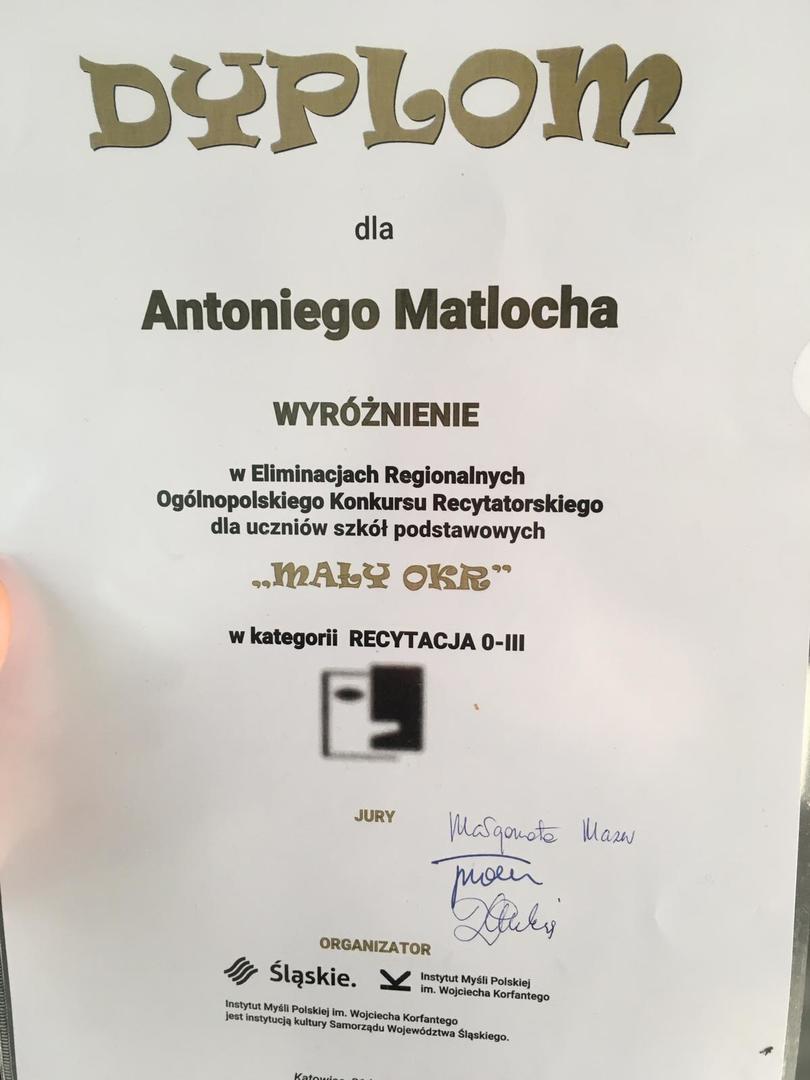 DYPLOM
dla
Antoniego Matlocha
WYRÓŻNIENIE
w Eliminacjach Regionalnych
Ogólnopolskiego Konkursu Recytatorskiego
dla uczniów szkół podstawowych
„MAŁY OKR”
w kategorii RECYTACJA 0-III
JURY
Małgorzata Mazur
ORGANIZATOR
Śląskie.
Instytut Myśli Polskiej
im. Wojciecha Korfantego
Instytut Myśli Polskiej im. Wojciecha Korfantego
jest instytucją kultury Samorządu Województwa Śląskiego.